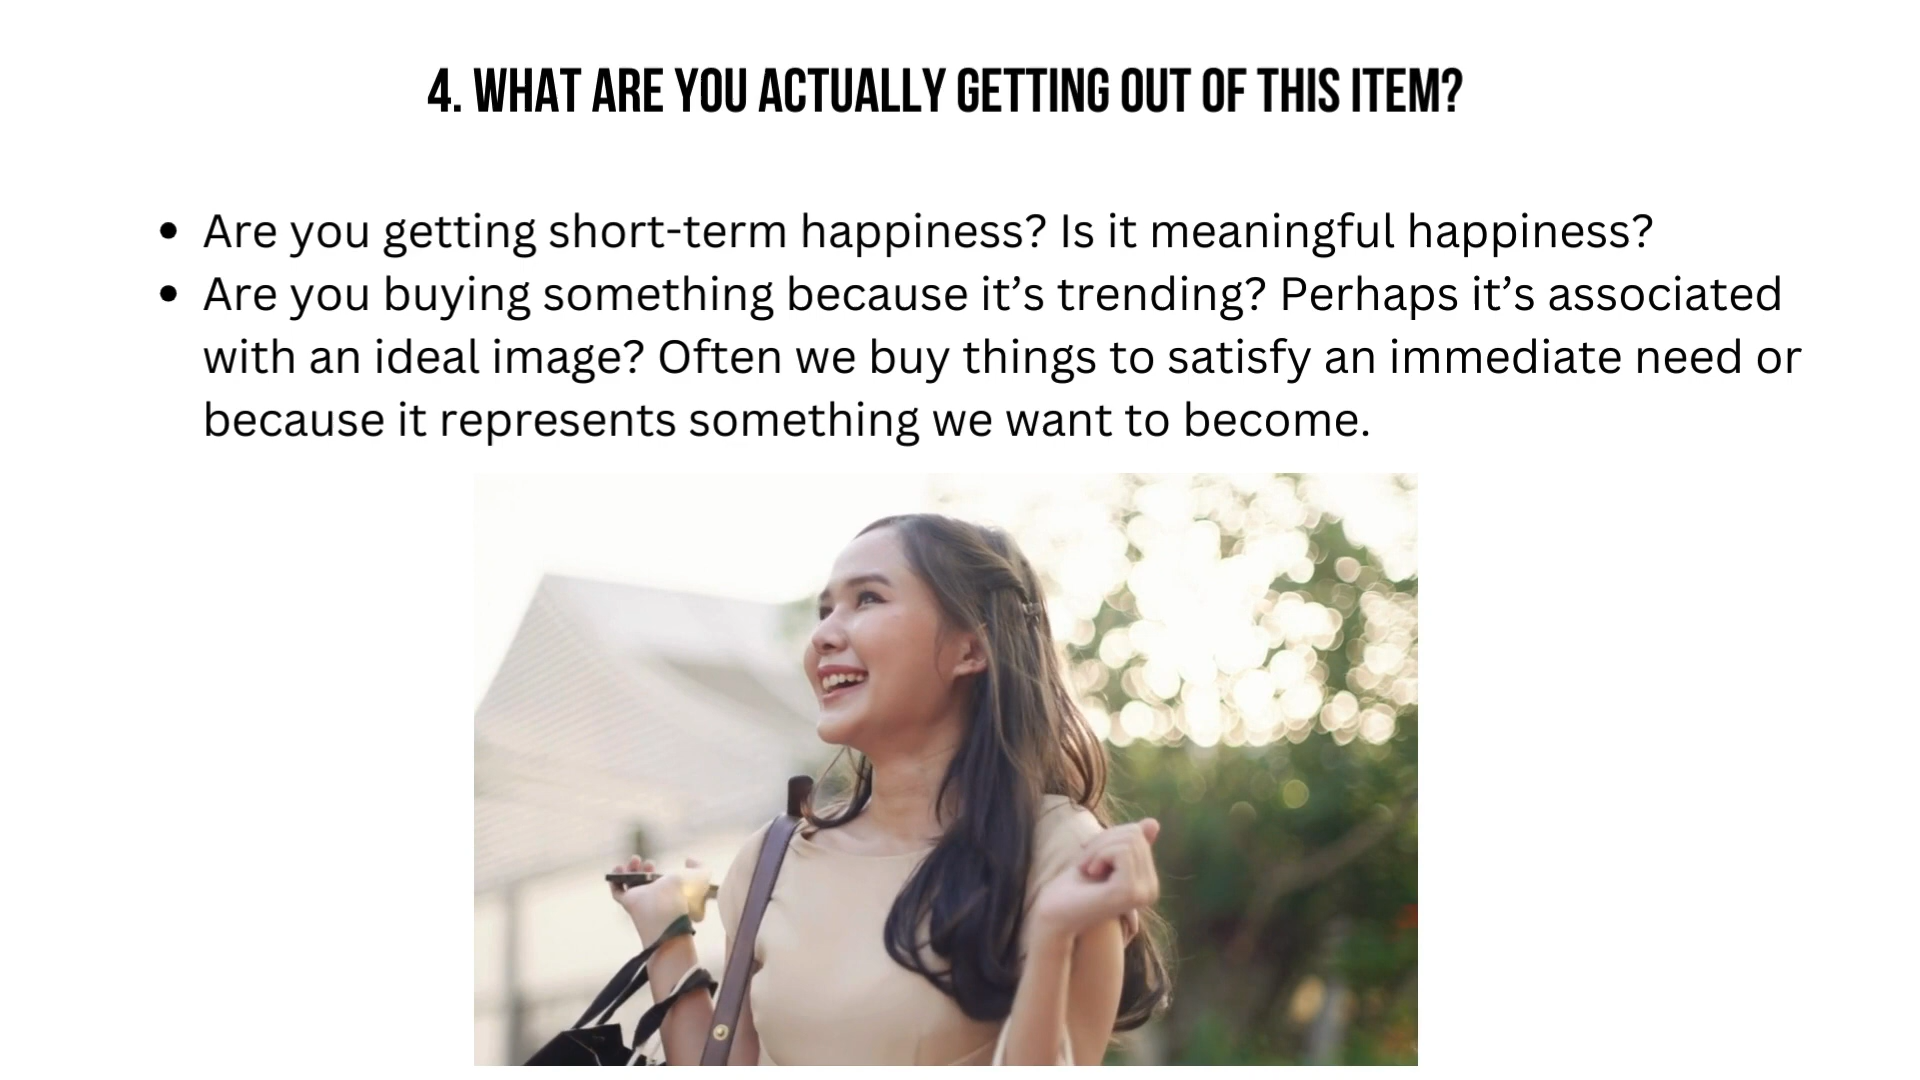 4. WHAT ARE YOU ACTUALLY GETTING OUT OF THIS ITEM?
• Are you getting short-term happiness? Is it meaningful happiness?
• Are you buying something because it’s trending? Perhaps it’s associated
with an ideal image? Often we buy things to satisfy an immediate need or
because it represents something we want to become.